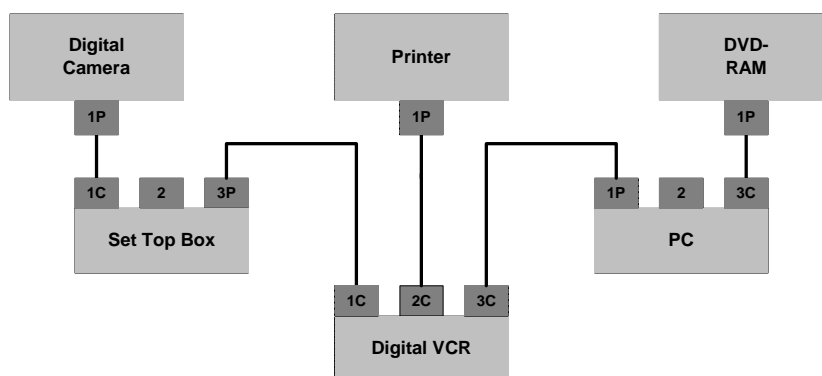 Digital
Camera
Printer
DVD-
RAM
1P
1P
1P
1C
2
3P
1P
2
3C
Set Top Box
PC
1C
2C
3C
Digital VCR